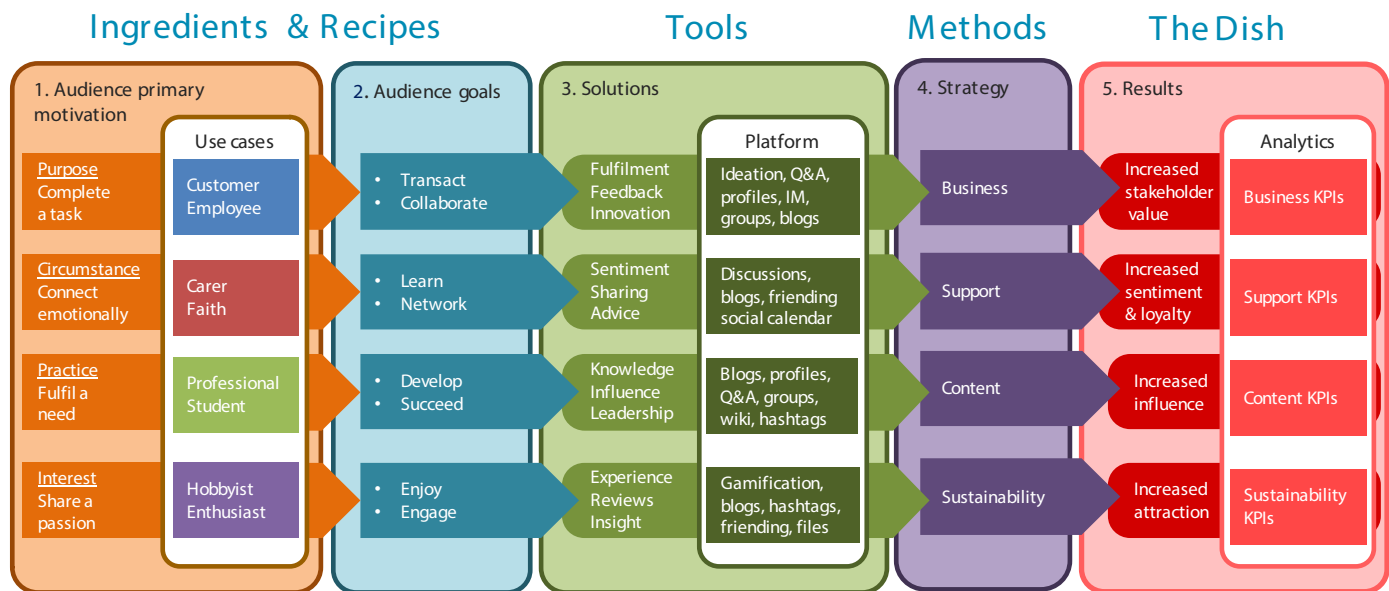 Ingredients & Recipes
Tools
Methods
The Dish
1. Audience primary
motivation
Use cases
Purpose
Complete
a task
Customer
Employee
Circumstance
Connect
emotionally
Carer
Faith
Practice
Fulfil a
need
Professional
Student
Interest
Share a
passion
Hobbyist
Enthusiast
2. Audience goals
• Transact
• Collaborate
• Learn
• Network
• Develop
• Succeed
• Enjoy
• Engage
3. Solutions
Platform
Fulfilment
Feedback
Innovation
Ideation, Q&A,
profiles, IM,
groups, blogs
Sentiment
Sharing
Advice
Discussions,
blogs, friending
social calendar
Knowledge
Influence
Leadership
Blogs, profiles,
Q&A, groups,
wiki, hashtags
Experience
Reviews
Insight
Gamification,
blogs, hashtags,
friending, files
4. Strategy
Business
Support
Content
Sustainability
5. Results
Analytics
Increased
stakeholder
value
Business KPIs
Increased
sentiment
& loyalty
Support KPIs
Increased
influence
Content KPIs
Increased
attraction
Sustainability
KPIs